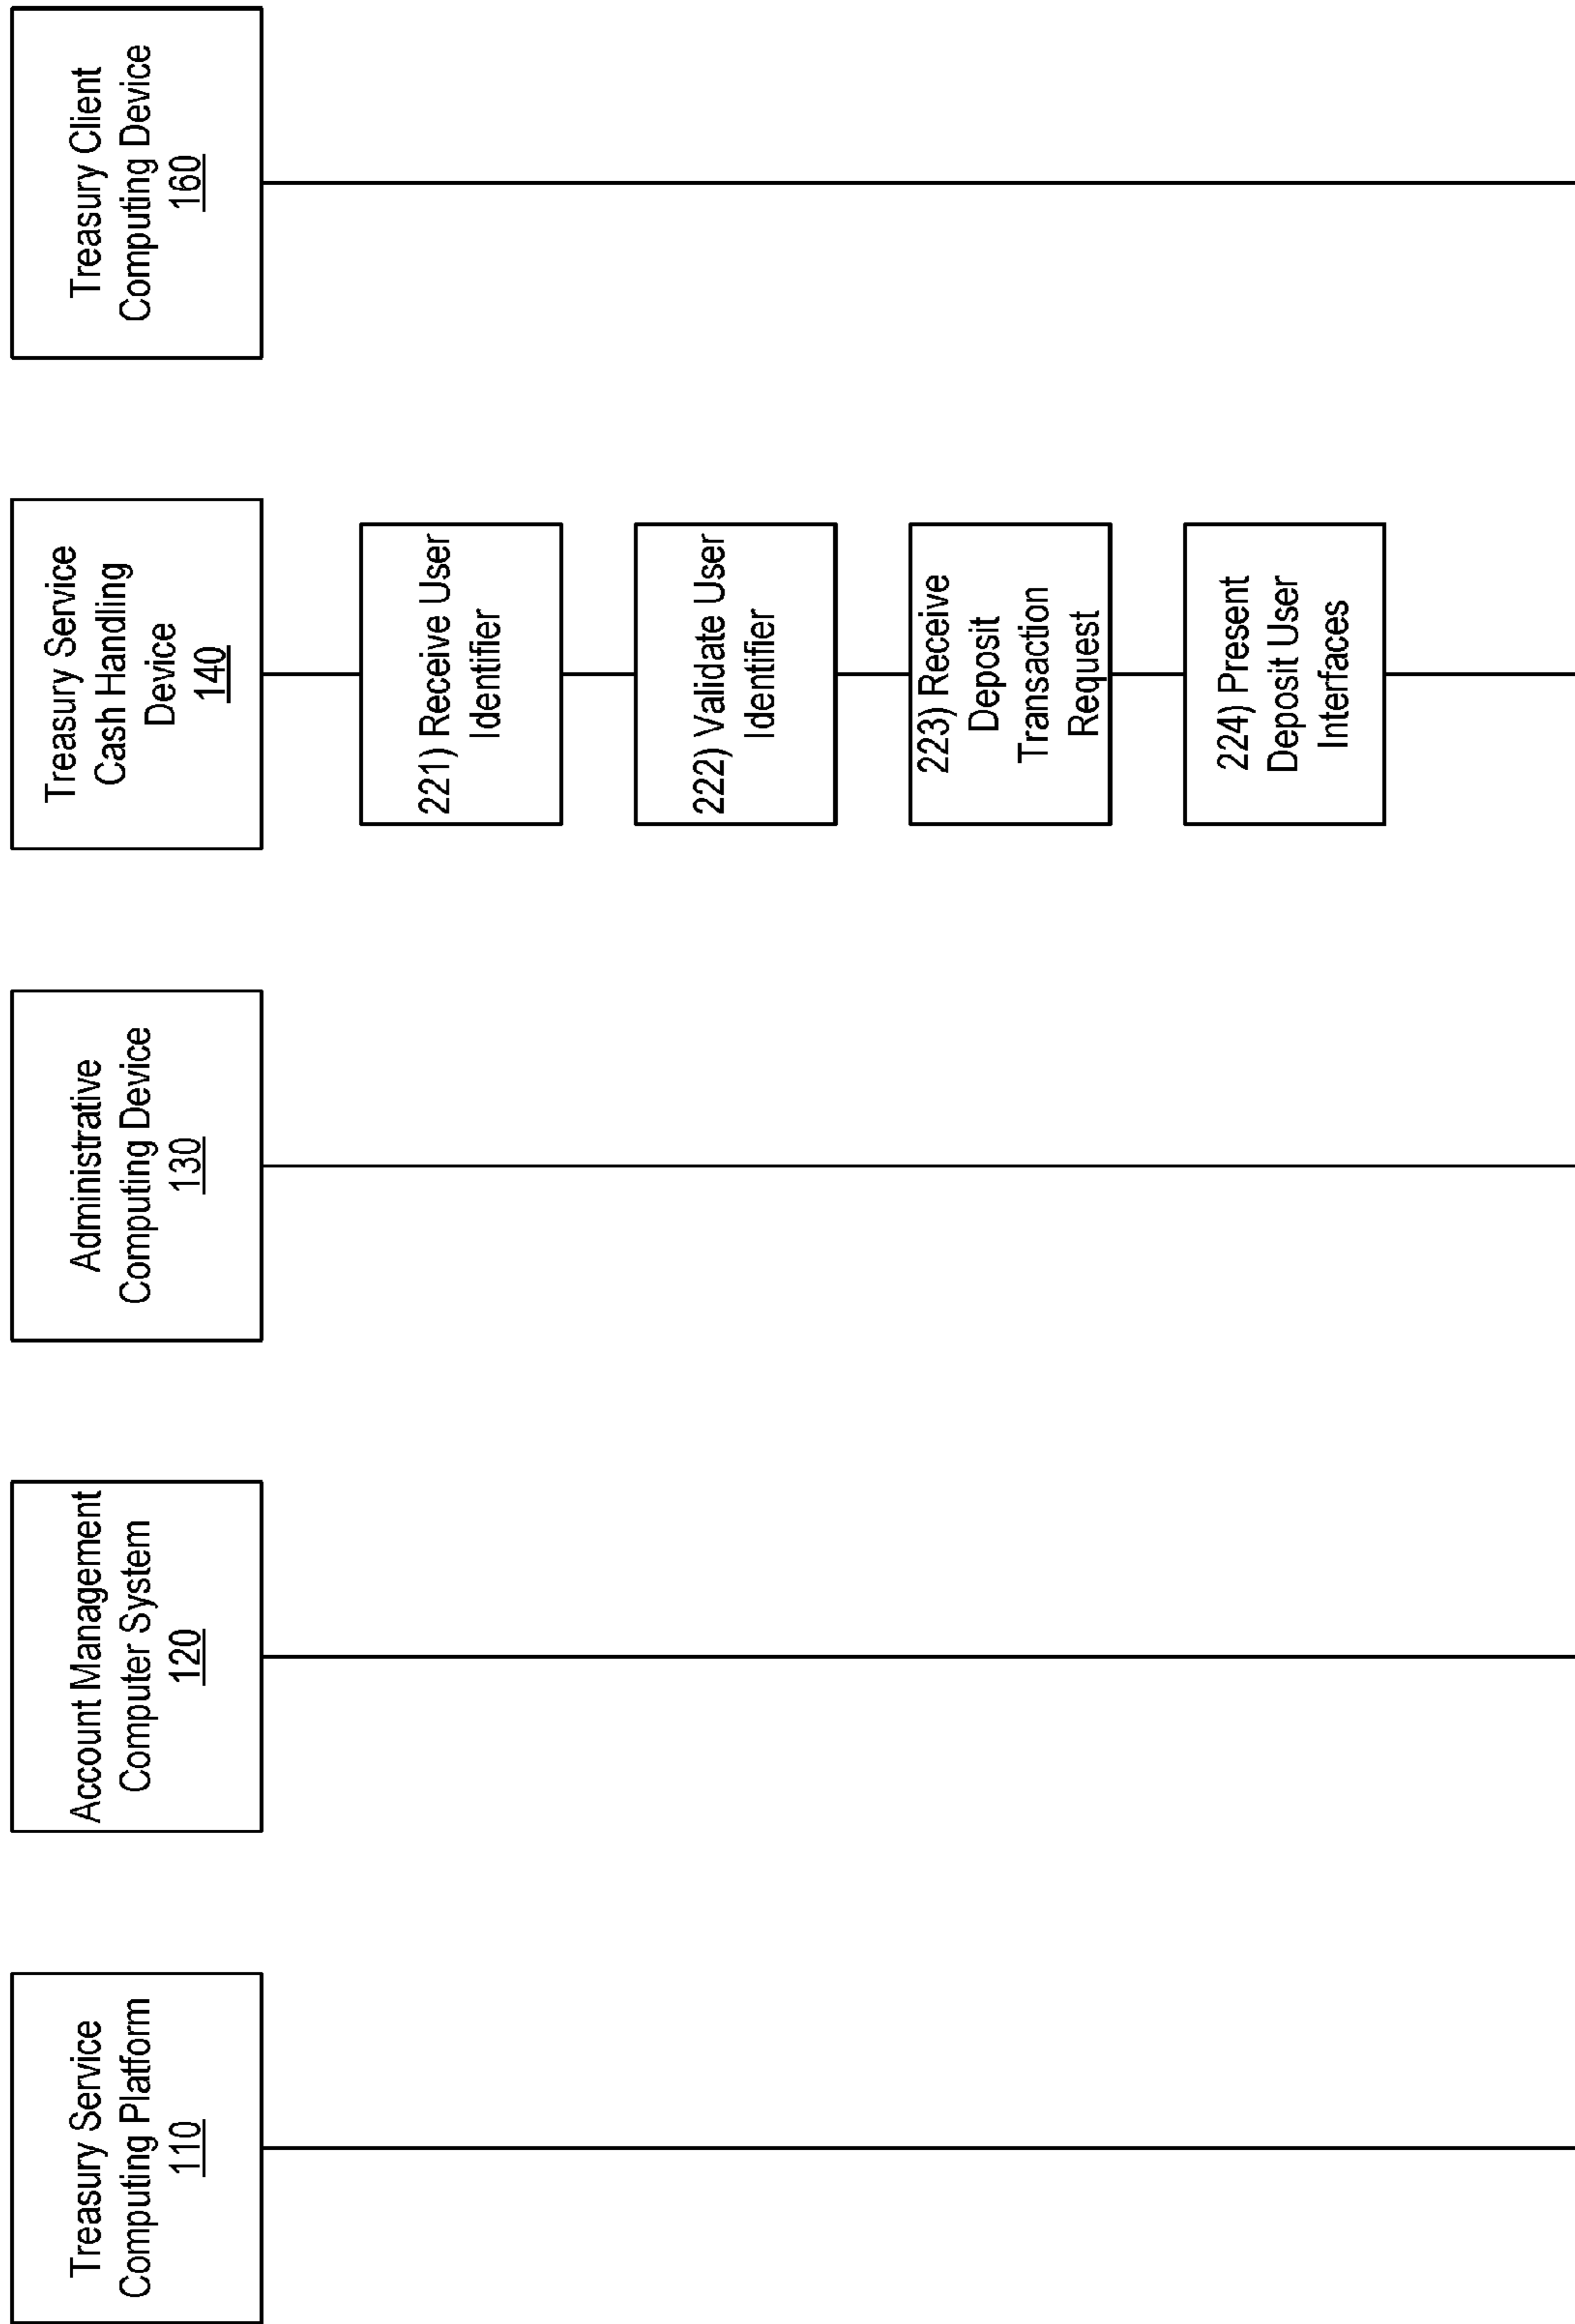 Treasury Service
Computing Platform
110
Account Management
Computer System
120
Administrative
Computing Device
130
Treasury Service
Cash Handling
Device
140
Treasury Client
Computing Device
160
221) Receive User
Identifier
222) Validate User
Identifier
223) Receive
Deposit
Transaction
Request
224) Present
Deposit User
Interfaces